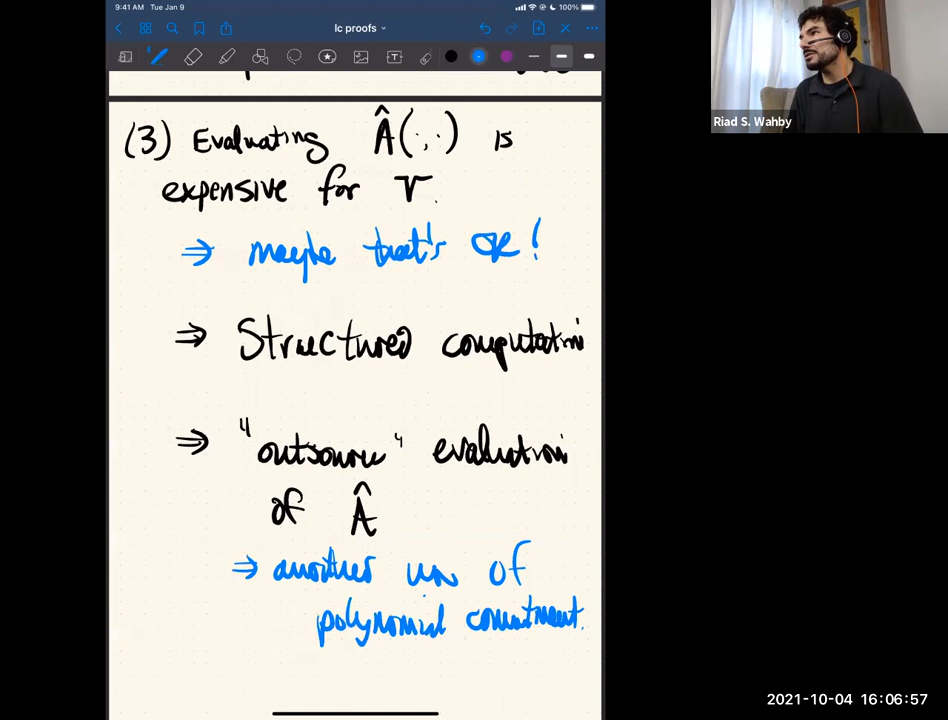 9:41 AM Tue Jan 9
100%
lc proofs
(3) Evaluating Â(·,·) is
expensive for V.
⇒ maybe that's OK!
⇒ Structured computation
⇒ "outsource" evaluation
of Â
⇒ another use of
polynomial commitment.
Riad S. Wahby
2021-10-04 16:06:57